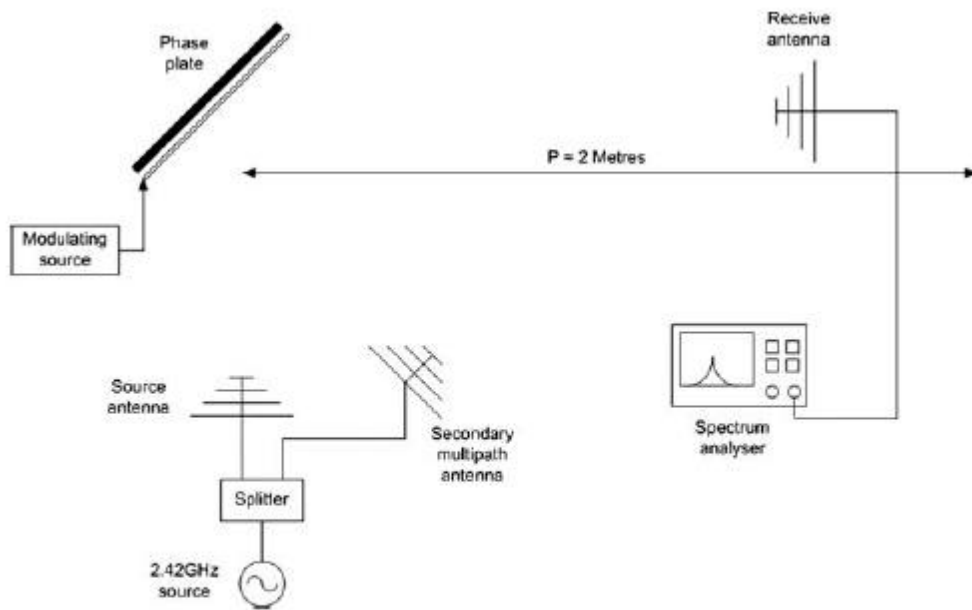 Phase
plate
Receive
antenna
P = 2 Metres
Modulating
source
Source
antenna
Secondary
multipath
antenna
Spectrum
analyser
Splitter
2.42GHz
source